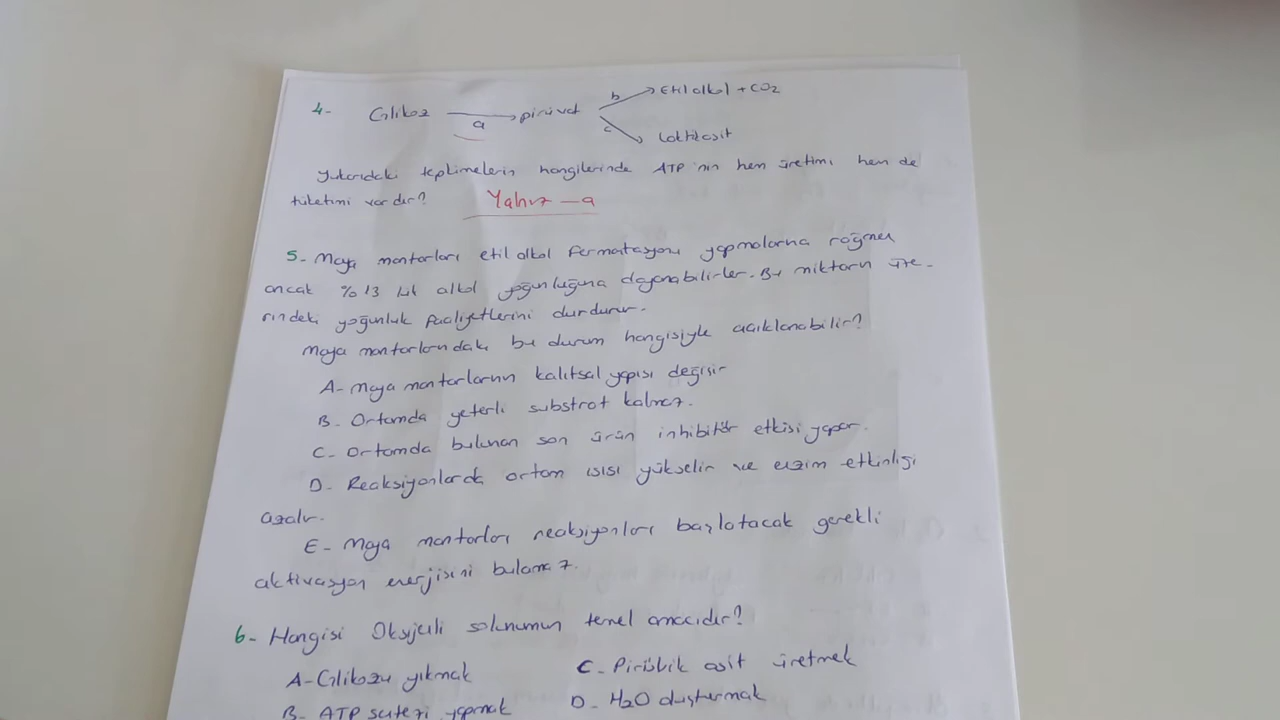 4- Glikoz a pirüvat b Etil alkol + CO2
c Laktik asit
Yukarıdaki tepkimelerin hangilerinde ATP'nin hem üretimi hem de
tüketimi vardır? Yalnız - a
5- Maya mantarları etil alkol fermatasyonu yapmalarına rağmen
ancak %13 lük alkol yoğunluğuna dayanabilirler. Bu miktarın üze-
rindeki yoğunluk faaliyetlerini durdurur.
Maya mantarlarındaki bu durum hangisiyle açıklanabilir?
A- Maya mantarlarının kalıtsal yapısı değişir
B- Ortamda yeterli substrat kalmaz.
C- Ortamda bulunan son ürün inhibitör etkisi yapar.
D- Reaksiyonlarda ortam ısısı yükselir ve enzim etkinliği
azalır.
E- Maya mantarları reaksiyonları başlatacak gerekli
aktivasyon enerjisini bulamaz.
6- Hangisi Oksijenli solunumun temel amacıdır?
A- Glikozu yıkmak C- Pirüvik asit üretmek
B- ATP sentezi yapmak D- H2O oluşturmak